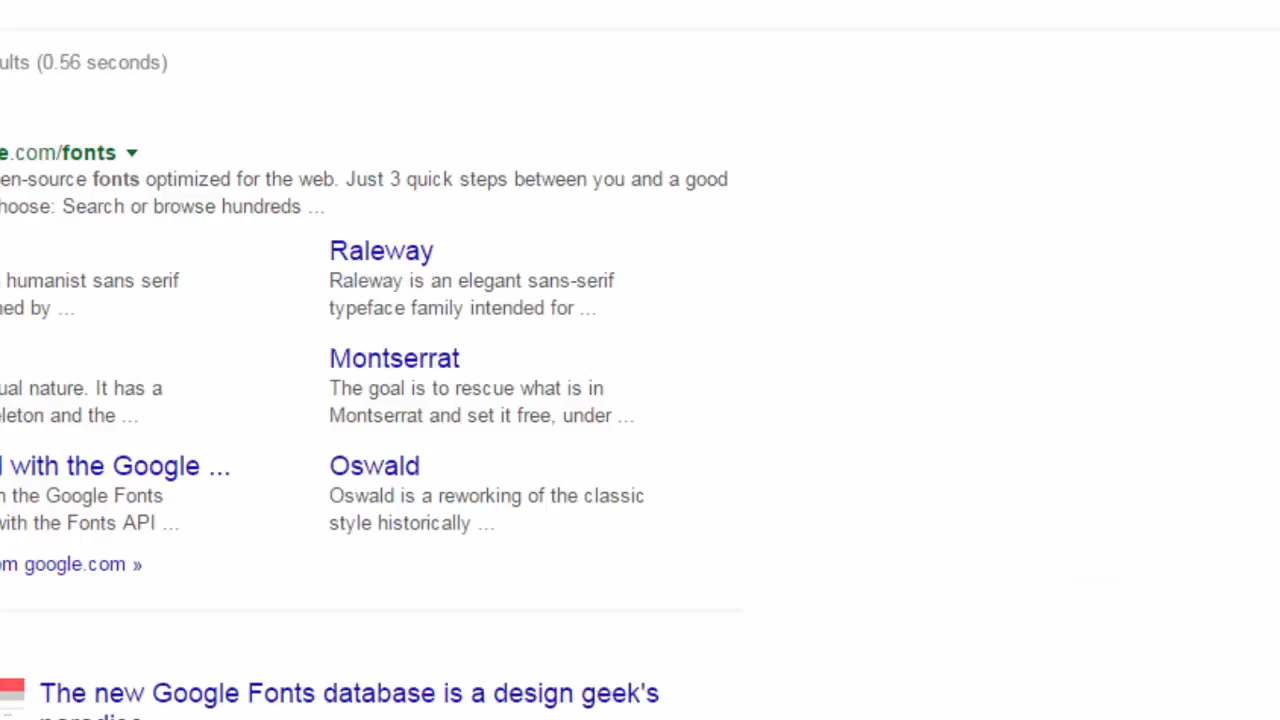 ults (0.56 seconds)
e.com/fonts
en-source fonts optimized for the web. Just 3 quick steps between you and a good
hoose: Search or browse hundreds ...
Raleway
humanist sans serif
Raleway is an elegant sans-serif
ned by ...
typeface family intended for ...
Montserrat
ual nature. It has a
The goal is to rescue what is in
eleton and the ...
Montserrat and set it free, under ...
with the Google ...
Oswald
n the Google Fonts
Oswald is a reworking of the classic
with the Fonts API ...
style historically ...
om google.com »
The new Google Fonts database is a design geek's